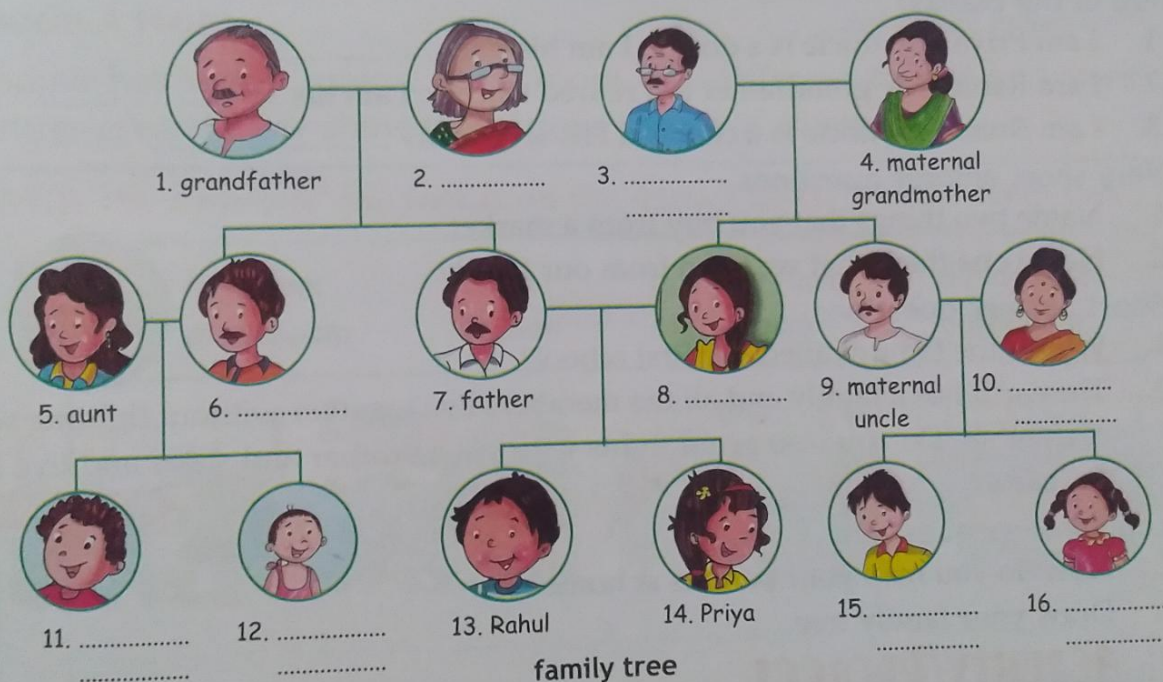 1. grandfather
2. ..................
3. ..................
..................
4. maternal
grandmother
5. aunt
6. ..................
7. father
8. ..................
9. maternal
uncle
10. ..................
..................
11. ..................
..................
12. ..................
..................
13. Rahul
14. Priya
15. ..................
..................
16. ..................
..................
family tree